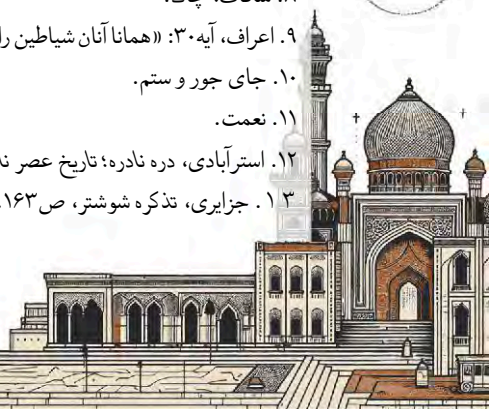 ۹. اعراف، آیه۳۰: «همانا آنان شیاطین را
۱۰. جای جور و ستم.
۱۱. نعمت.
۱۲. استرآبادی، دره نادره؛ تاریخ عصر
۱۳. جزایری، تذکره شوشتر، ص۱۶۳.